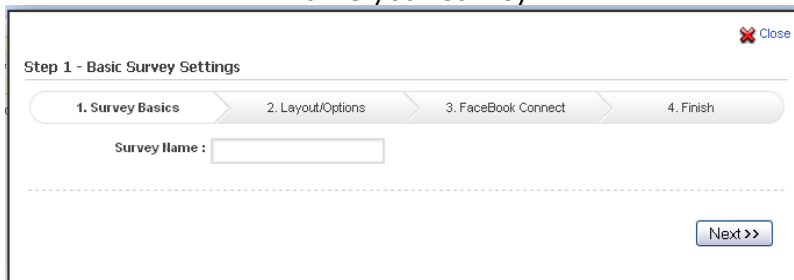 Close
Step 1 - Basic Survey Settings
1. Survey Basics 2. Layout/Options 3. FaceBook Connect 4. Finish
Survey Name :
Next >>